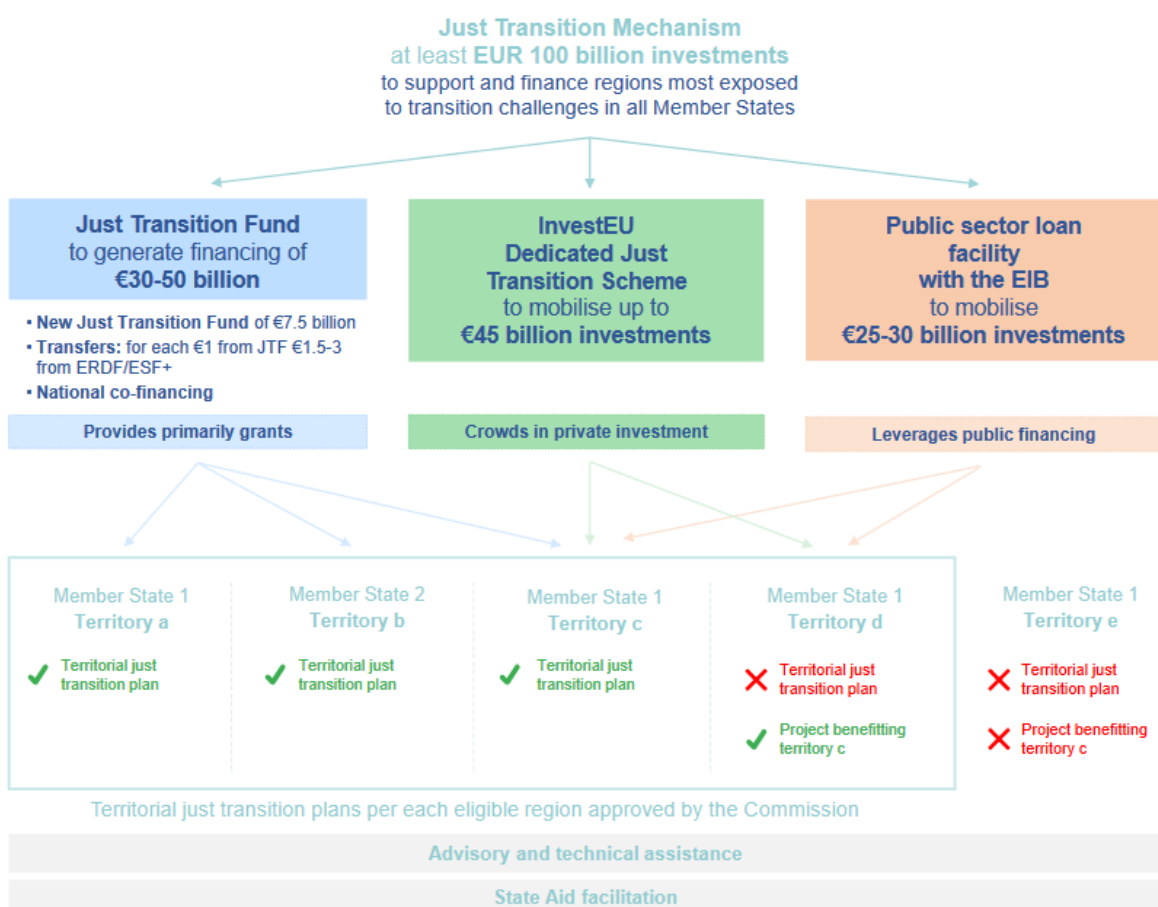 Just Transition Mechanism
at least EUR 100 billion investments
to support and finance regions most exposed
to transition challenges in all Member States
Just Transition Fund
to generate financing of
€30-50 billion
• New Just Transition Fund of €7.5 billion
• Transfers: for each €1 from JTF €1.5-3
from ERDF/ESF+
• National co-financing
Provides primarily grants
InvestEU
Dedicated Just
Transition Scheme
to mobilise up to
€45 billion investments
Crowds in private investment
Public sector loan
facility
with the EIB
to mobilise
€25-30 billion investments
Leverages public financing
Member State 1
Territory a
Territorial just
transition plan
Member State 2
Territory b
Territorial just
transition plan
Member State 1
Territory c
Territorial just
transition plan
Member State 1
Territory d
Territorial just
transition plan
Project benefitting
territory c
Member State 1
Territory e
Territorial just
transition plan
Project benefitting
territory c
Territorial just transition plans per each eligible region approved by the Commission
Advisory and technical assistance
State Aid facilitation